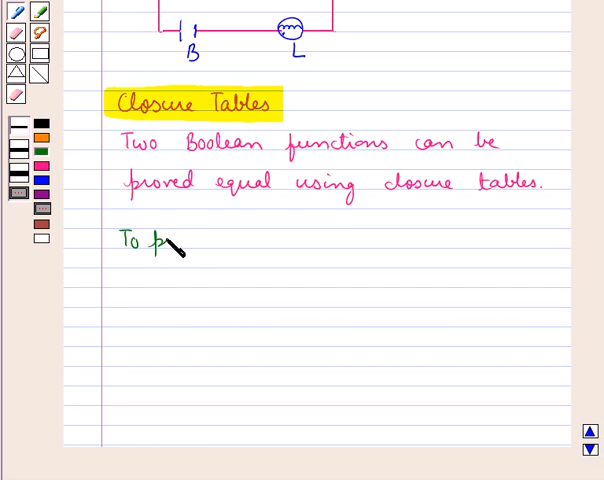 B
L
Closure Tables
Two Boolean functions can be
proved equal using closure tables.
To p